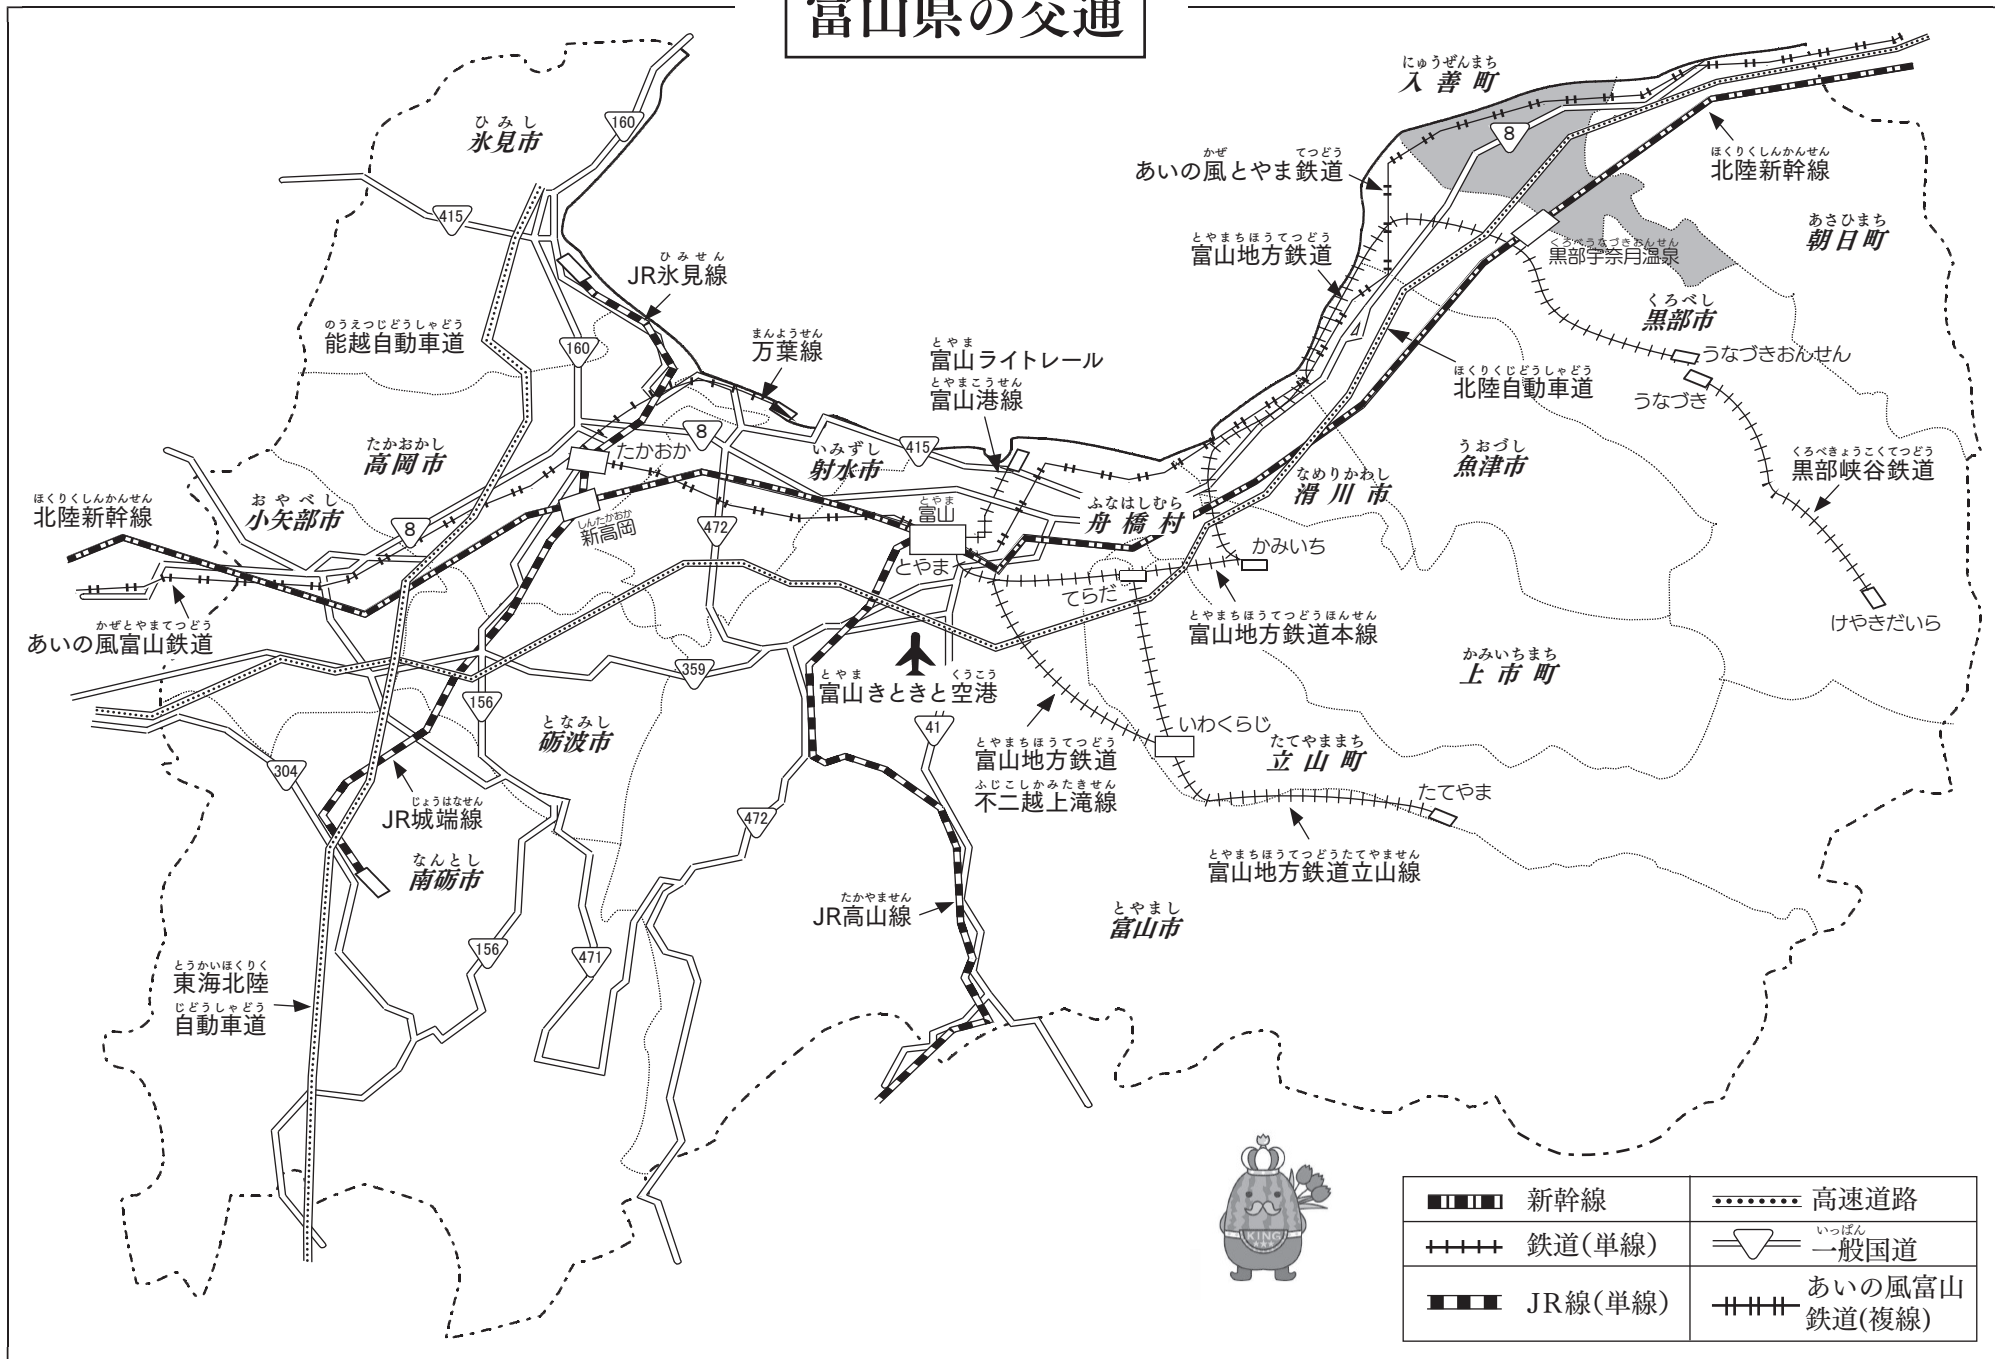 富山県の交通
にゅうぜんまち
入善町
ひみし
氷見市
160
8
ほくりくしんかんせん
北陸新幹線
かぜ てつどう
あいの風とやま鉄道
415
あさひまち
朝日町
とやまちほうてつどう
富山地方鉄道
くろべうなづきおんせん
黒部宇奈月温泉
ひみせん
JR氷見線
くろべし
黒部市
のうえつじどうしゃどう
能越自動車道
160
まんようせん
万葉線
とやま
富山ライトレール
とやまこうせん
富山港線
うなづきおんせん
ほくりくじどうしゃどう
北陸自動車道
うなづき
たかおかし
高岡市
8
たかおか
いみずし
射水市
415
うおづし
魚津市
くろべきょうこくてつどう
黒部峡谷鉄道
なめりかわし
滑川市
ほくりくしんかんせん
北陸新幹線
おやべし
小矢部市
8
しんたかおか
新高岡
472
とやま
富山
ふなはしむら
舟橋村
とやま
かみいち
てらだ
けやきだいら
かぜとやまてつどう
あいの風富山鉄道
とやまちほうてつどうほんせん
富山地方鉄道本線
かみいちまち
上市町
359
とやま くうこう
富山きときと空港
156
41
となみし
砺波市
いわくらじ
とやまちほうてつどう
富山地方鉄道
ふじこしかみたきせん
不二越上滝線
たてやままち
立山町
たてやま
304
じょうはなせん
JR城端線
472
なんとし
南砺市
とやまちほうてつどうたてやません
富山地方鉄道立山線
たかやません
JR高山線
とやまし
富山市
156
471
とうかいほくりく
東海北陸
じどうしゃどう
自動車道
KING
新幹線
高速道路
鉄道(単線)
いっぱん
一般国道
JR線(単線)
あいの風富山
鉄道(複線)